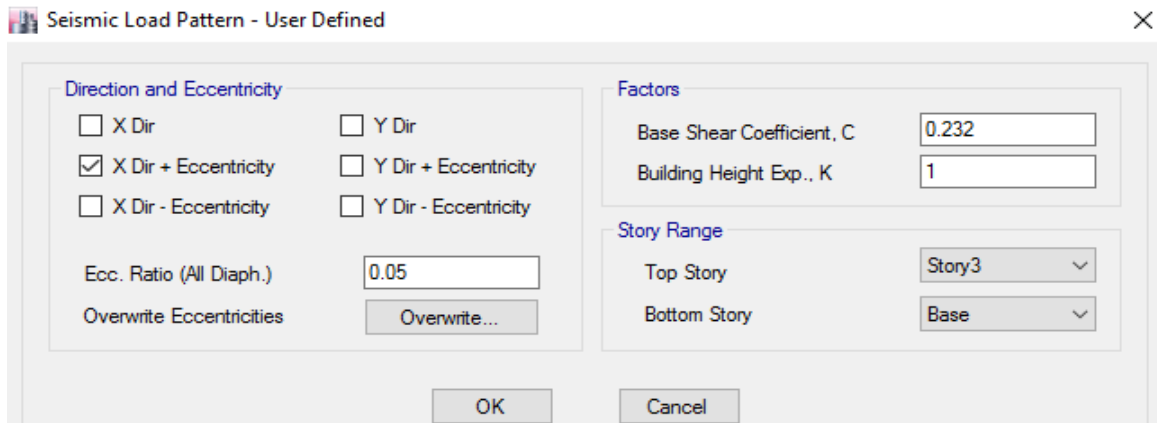 Seismic Load Pattern - User Defined
Direction and Eccentricity
X Dir
Y Dir
X Dir + Eccentricity
Y Dir + Eccentricity
X Dir - Eccentricity
Y Dir - Eccentricity
Ecc. Ratio (All Diaph.)
0.05
Overwrite Eccentricities
Overwrite...
Factors
Base Shear Coefficient, C
0.232
Building Height Exp., K
1
Story Range
Top Story
Story3
Bottom Story
Base
OK
Cancel